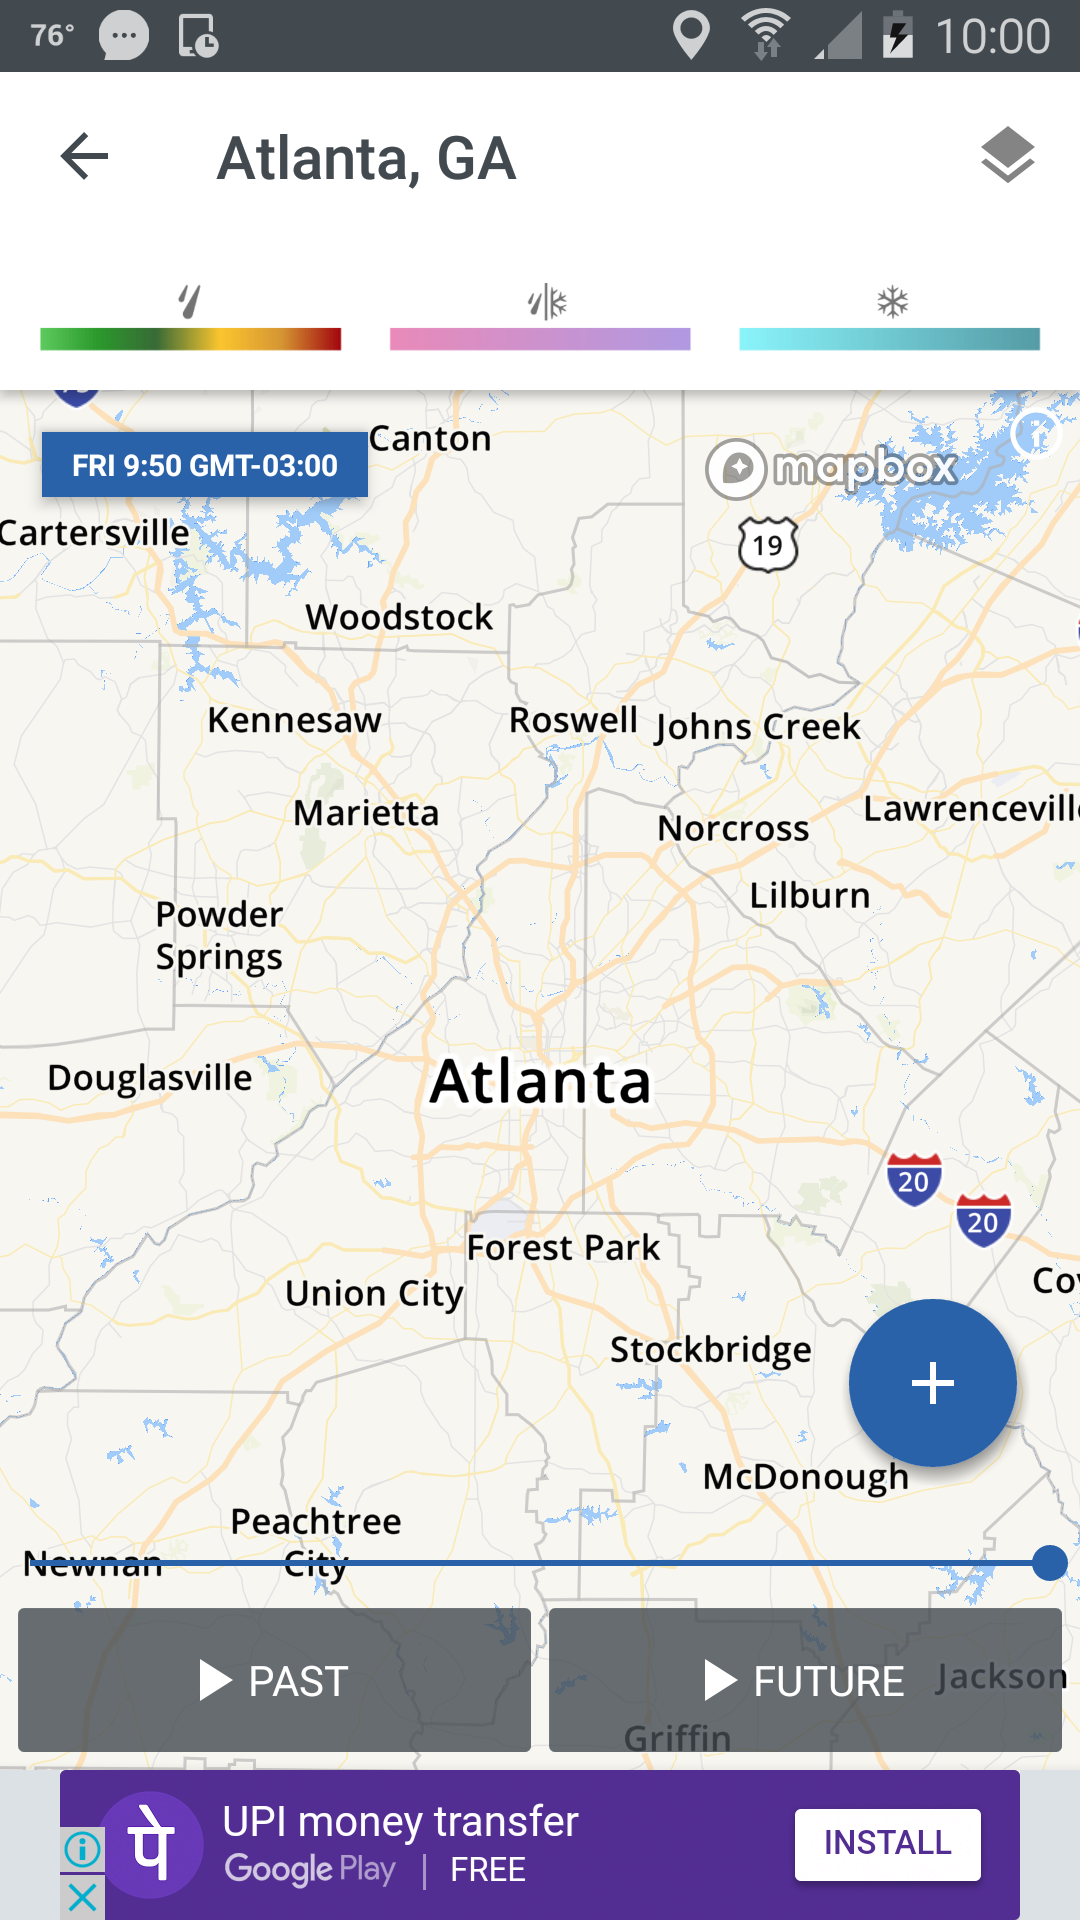 76°
10:00
Atlanta, GA
Canton
FRI 9:50 GMT-03:00
mapbox
Cartersville
19
Woodstock
Kennesaw
Roswell
Johns Creek
Marietta
Norcross
Lilburn
Powder
Springs
Douglasville
Atlanta
20
20
Forest Park
Union City
Stockbridge
McDonough
Peachtree
City
Newnan
PAST
FUTURE
Jackson
Griffin
पे
UPI money transfer
Google Play | FREE
INSTALL